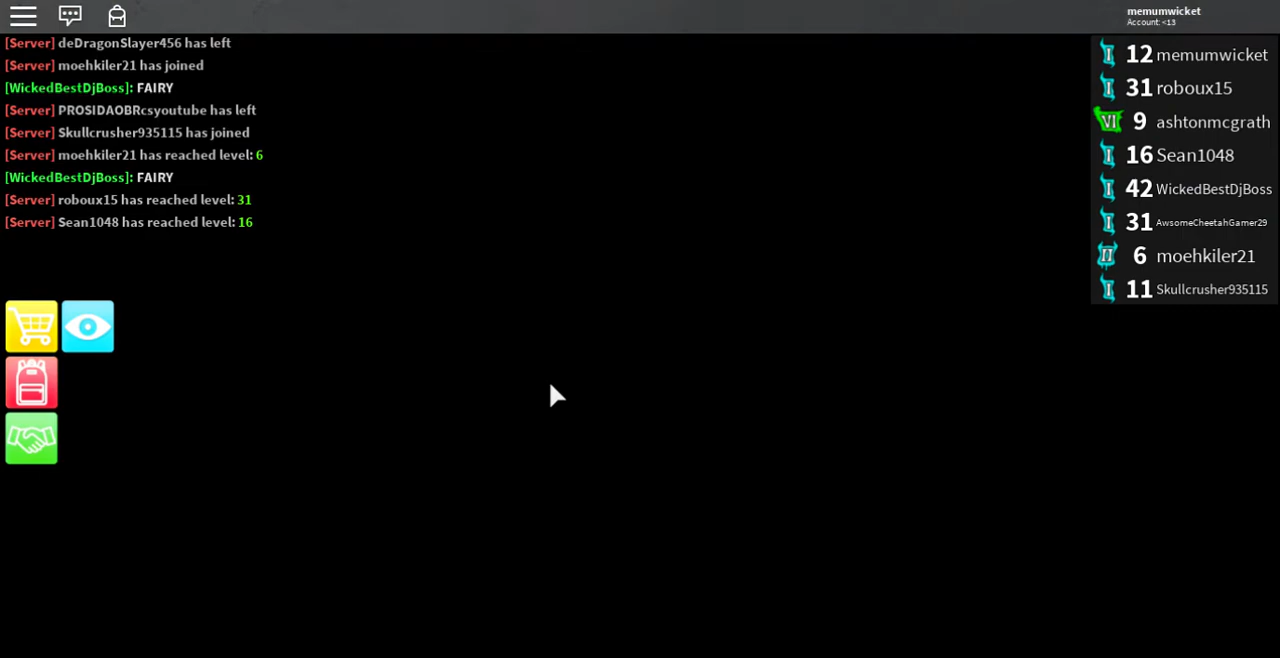 memumwicket
Account: <13
[Server] deDragonSlayer456 has left
[Server] moehkiler21 has joined
[WickedBestDjBoss]: FAIRY
[Server] PROSIDAOBRcsyoutube has left
[Server] Skullcrusher935115 has joined
[Server] moehkiler21 has reached level: 6
[WickedBestDjBoss]: FAIRY
[Server] roboux15 has reached level: 31
[Server] Sean1048 has reached level: 16
I 12 memumwicket
I 31 roboux15
VI 9 ashtonmcgrath
I 16 Sean1048
I 42 WickedBestDjBoss
I 31 AwsomeCheetahGamer29
II 6 moehkiler21
I 11 Skullcrusher935115